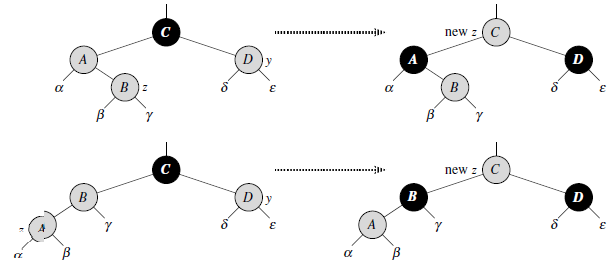 C new z C
A D y A D
B z δ ε α B δ ε
α β γ β γ
C new z C
B D y B D
z A γ δ ε A γ δ ε
α β α β